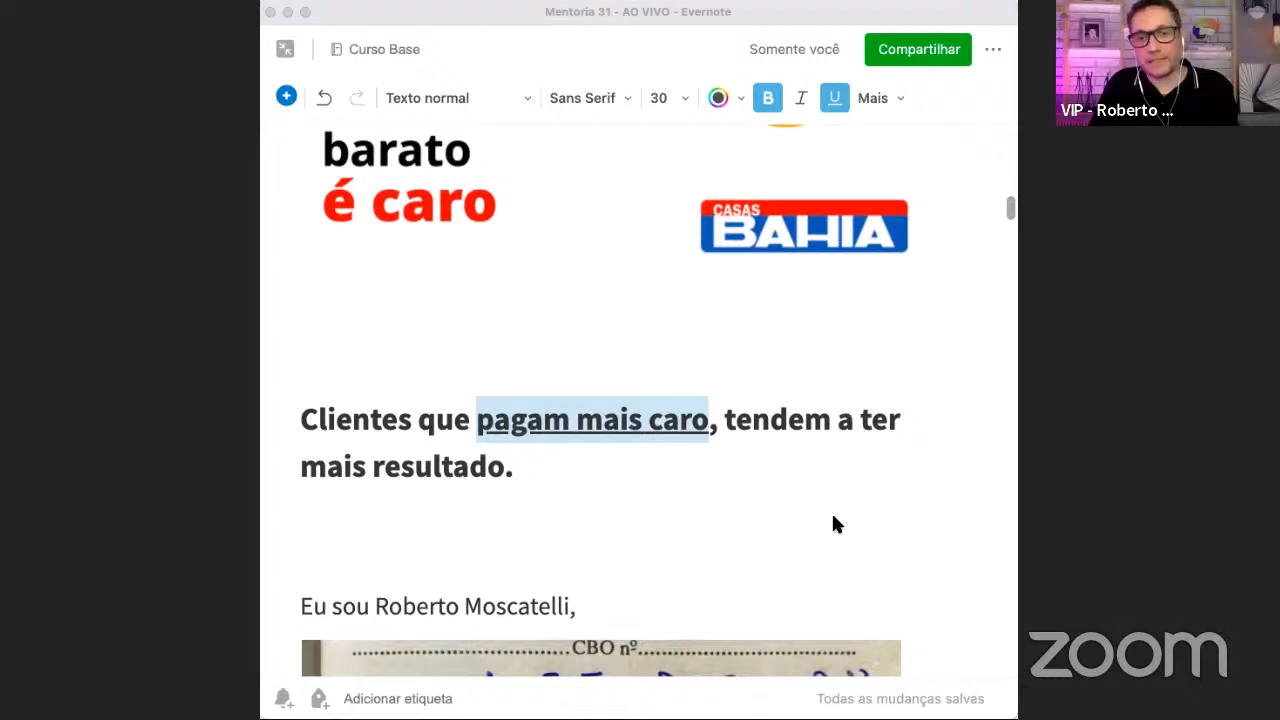 Mentoria 31 - AO VIVO - Evernote
Curso Base
Somente você
Compartilhar
Texto normal
Sans Serif
30
B
I
U
Mais
VIP - Roberto ...
barato
é caro
CASAS
BAHIA
Clientes que pagam mais caro, tendem a ter
mais resultado.
Eu sou Roberto Moscatelli,
CBO nº
Adicionar etiqueta
Todas as mudanças salvas
zoom